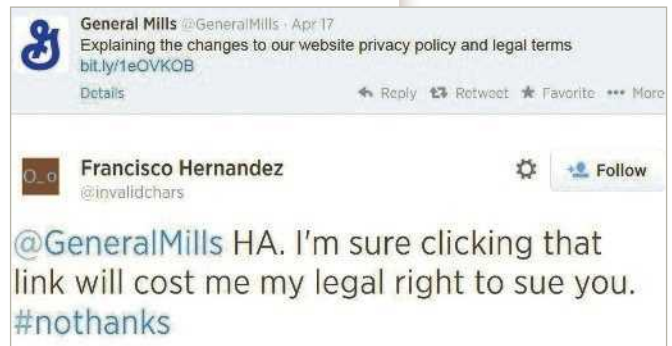 General Mills @GeneralMills · Apr 17
Explaining the changes to our website privacy policy and legal terms
bit.ly/1eOVKOB
Details Reply Retweet Favorite More
O_o Francisco Hernandez Follow
@invalidchars
@GeneralMills HA. I'm sure clicking that
link will cost me my legal right to sue you.
#nothanks